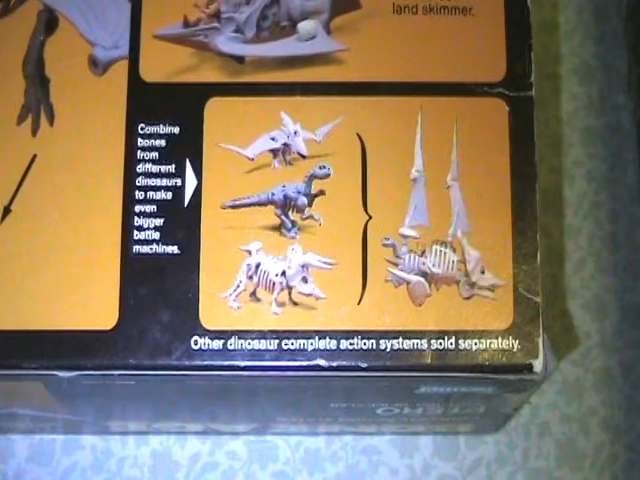 land skimmer.
Combine
bones
from
different
dinosaurs
to make
even
bigger
battle
machines.
Other dinosaur complete action systems sold separately.